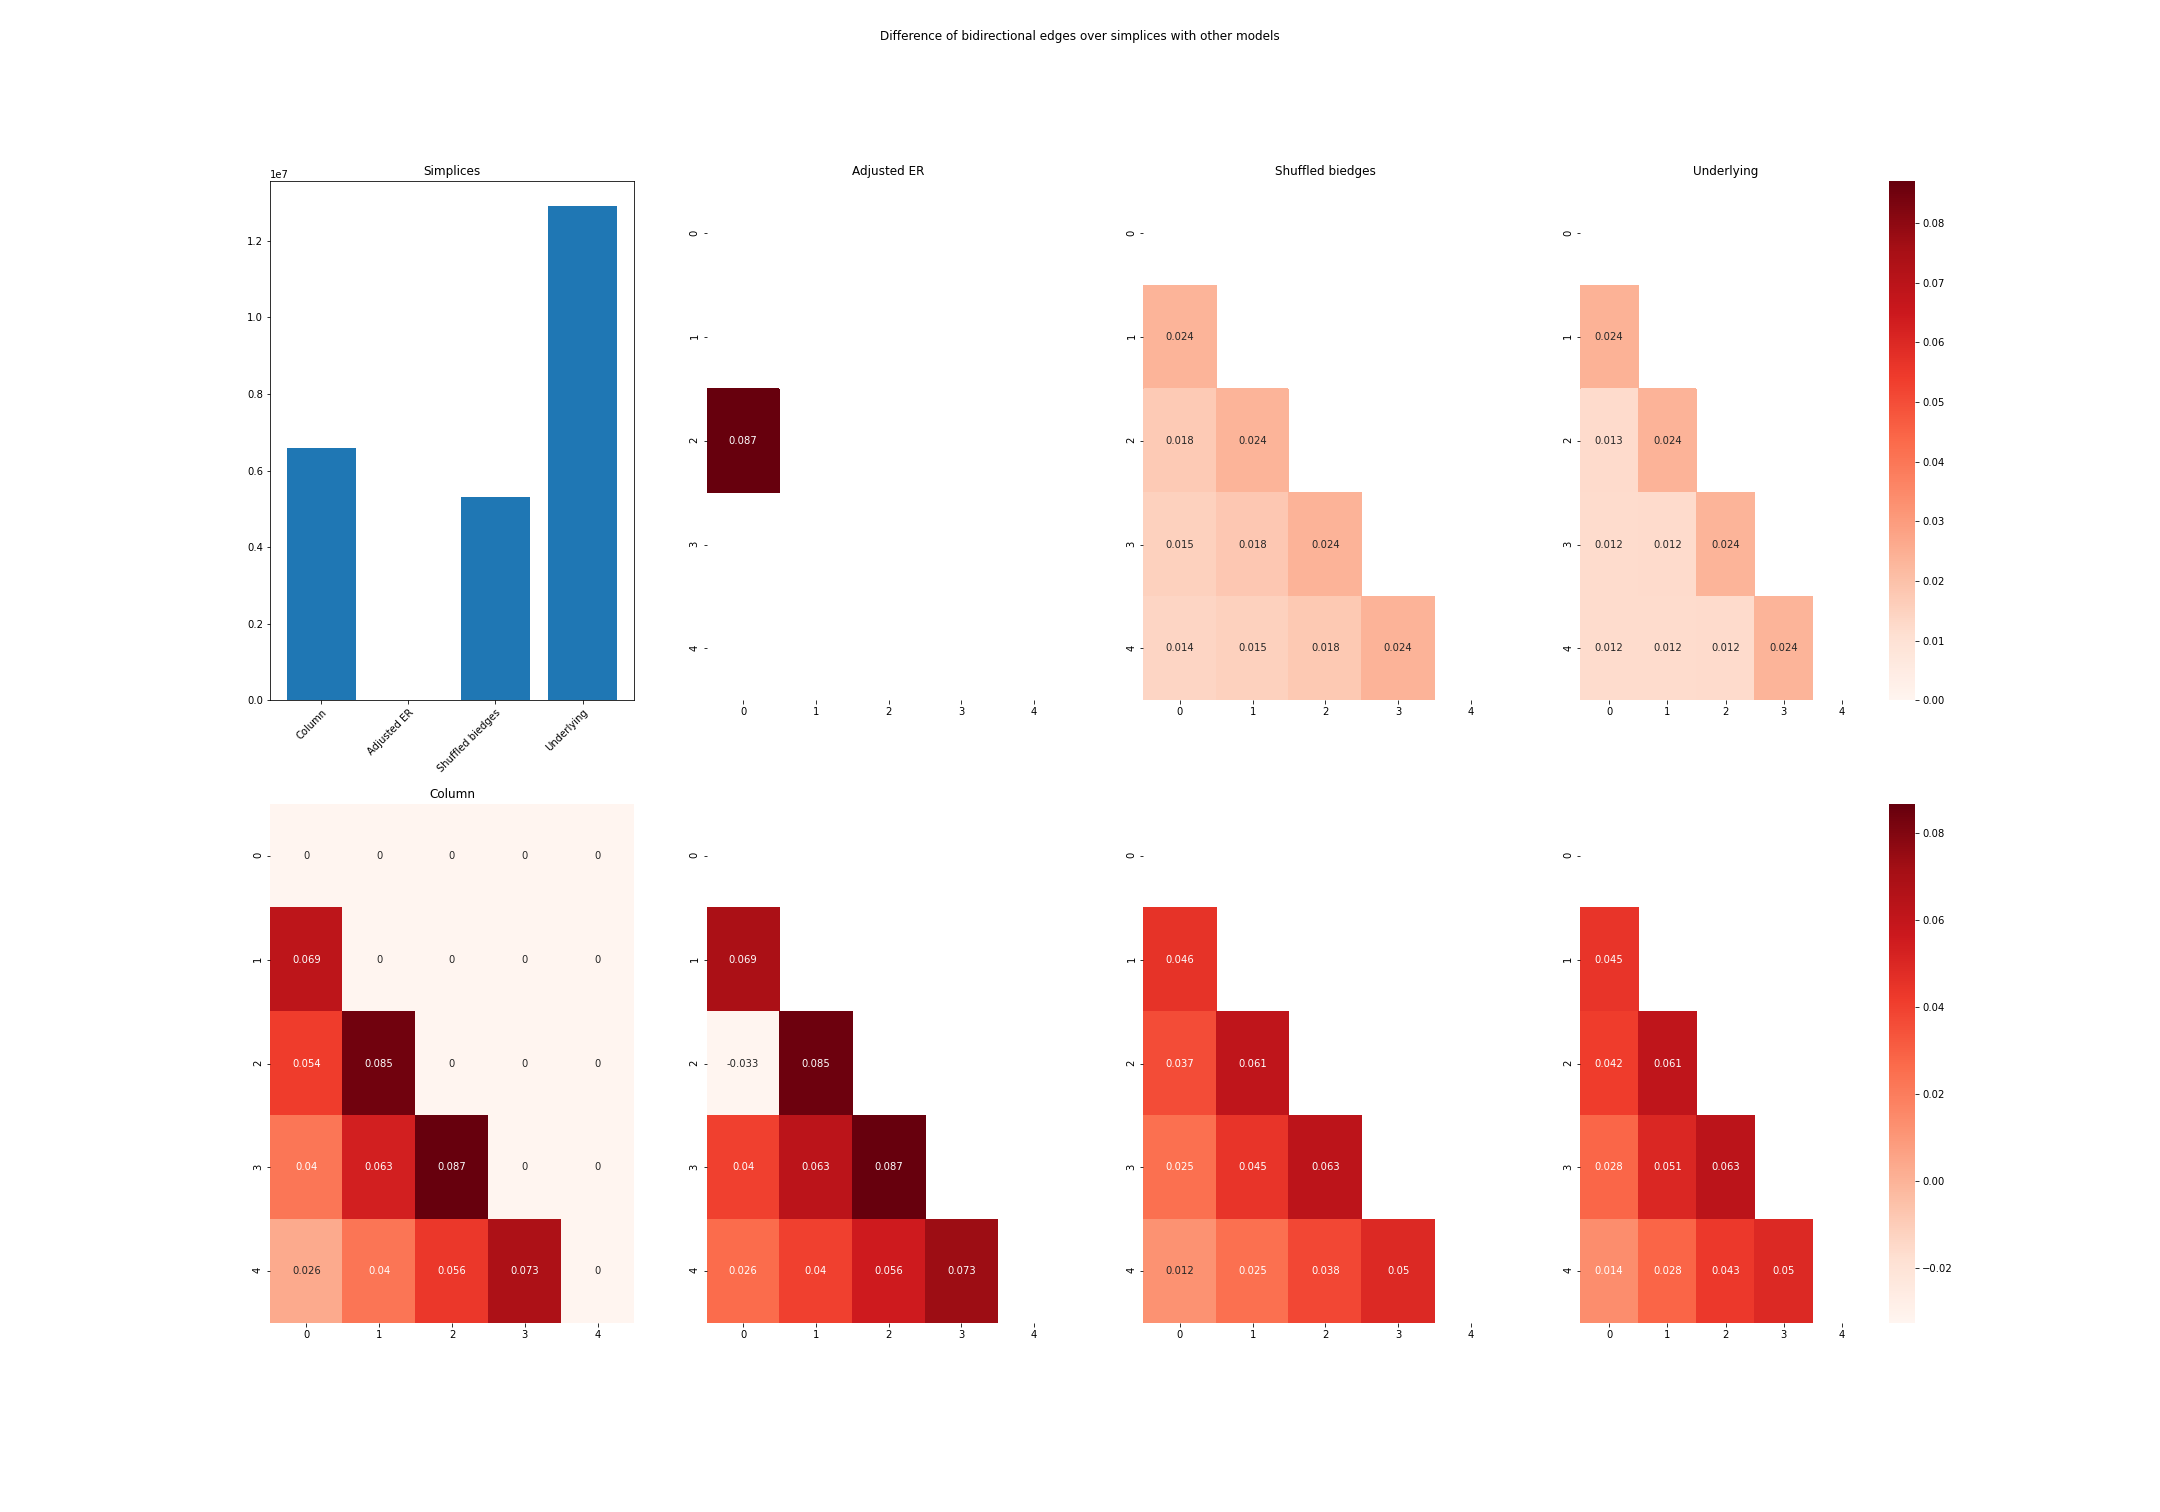 Difference of bidirectional edges over simplices with other models
Simplices
1e7
1.2
1.0
0.8
0.6
0.4
0.2
0.0
Column
Adjusted ER
Shuffled biedges
Underlying
Adjusted ER
0
1
2 0.087
3
4
0 1 2 3 4
Shuffled biedges
0
1 0.024
2 0.018 0.024
3 0.015 0.018 0.024
4 0.014 0.015 0.018 0.024
0 1 2 3 4
Underlying
0
1 0.024
2 0.013 0.024
3 0.012 0.012 0.024
4 0.012 0.012 0.012 0.024
0 1 2 3 4
0.08
0.07
0.06
0.05
0.04
0.03
0.02
0.01
0.00
Column
0 0 0 0 0 0
1 0.069 0 0 0 0
2 0.054 0.085 0 0 0
3 0.04 0.063 0.087 0 0
4 0.026 0.04 0.056 0.073 0
0 1 2 3 4
0
1 0.069
2 -0.033 0.085
3 0.04 0.063 0.087
4 0.026 0.04 0.056 0.073
0 1 2 3 4
0
1 0.046
2 0.037 0.061
3 0.025 0.045 0.063
4 0.012 0.025 0.038 0.05
0 1 2 3 4
0
1 0.045
2 0.042 0.061
3 0.028 0.051 0.063
4 0.014 0.028 0.043 0.05
0 1 2 3 4
0.08
0.06
0.04
0.02
0.00
−0.02